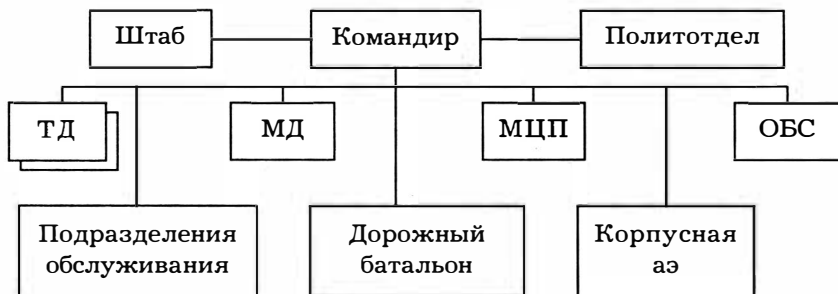 Штаб
Командир
Политотдел
ТД
МД
МЦП
ОБС
Подразделения
обслуживания
Дорожный
батальон
Корпусная
аэ